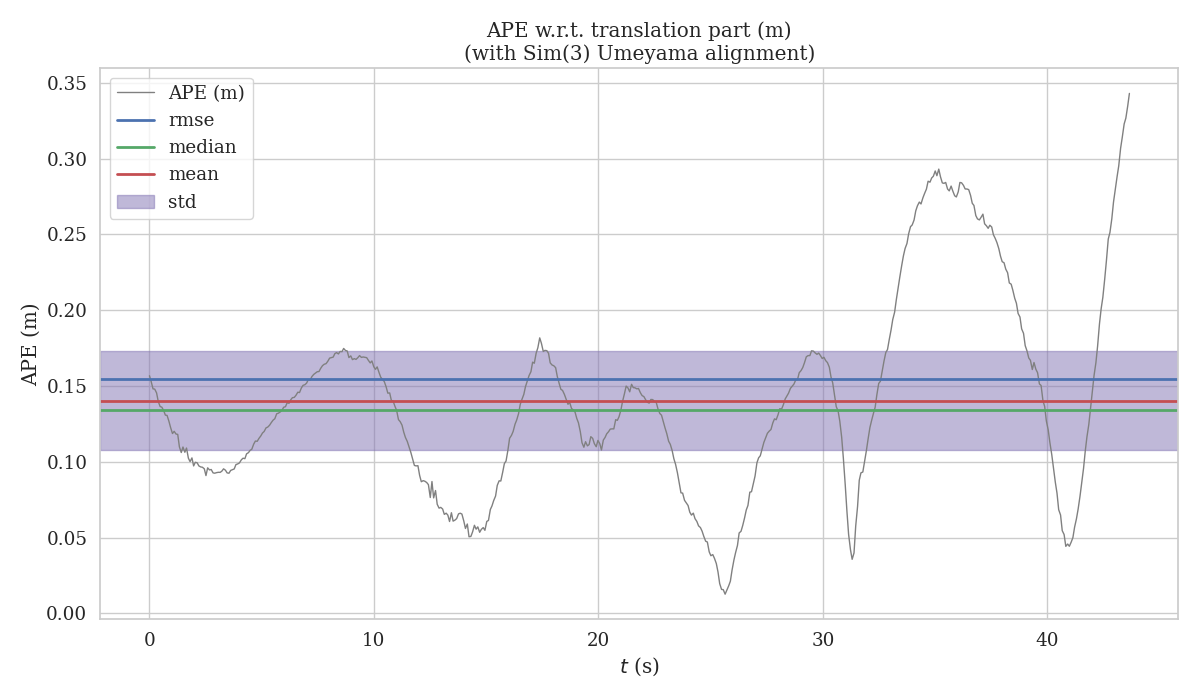 APE w.r.t. translation part (m)
(with Sim(3) Umeyama alignment)
APE (m)
rmse
median
mean
std
APE (m)
0.35
0.30
0.25
0.20
0.15
0.10
0.05
0.00
0 10 20 30 40
t (s)